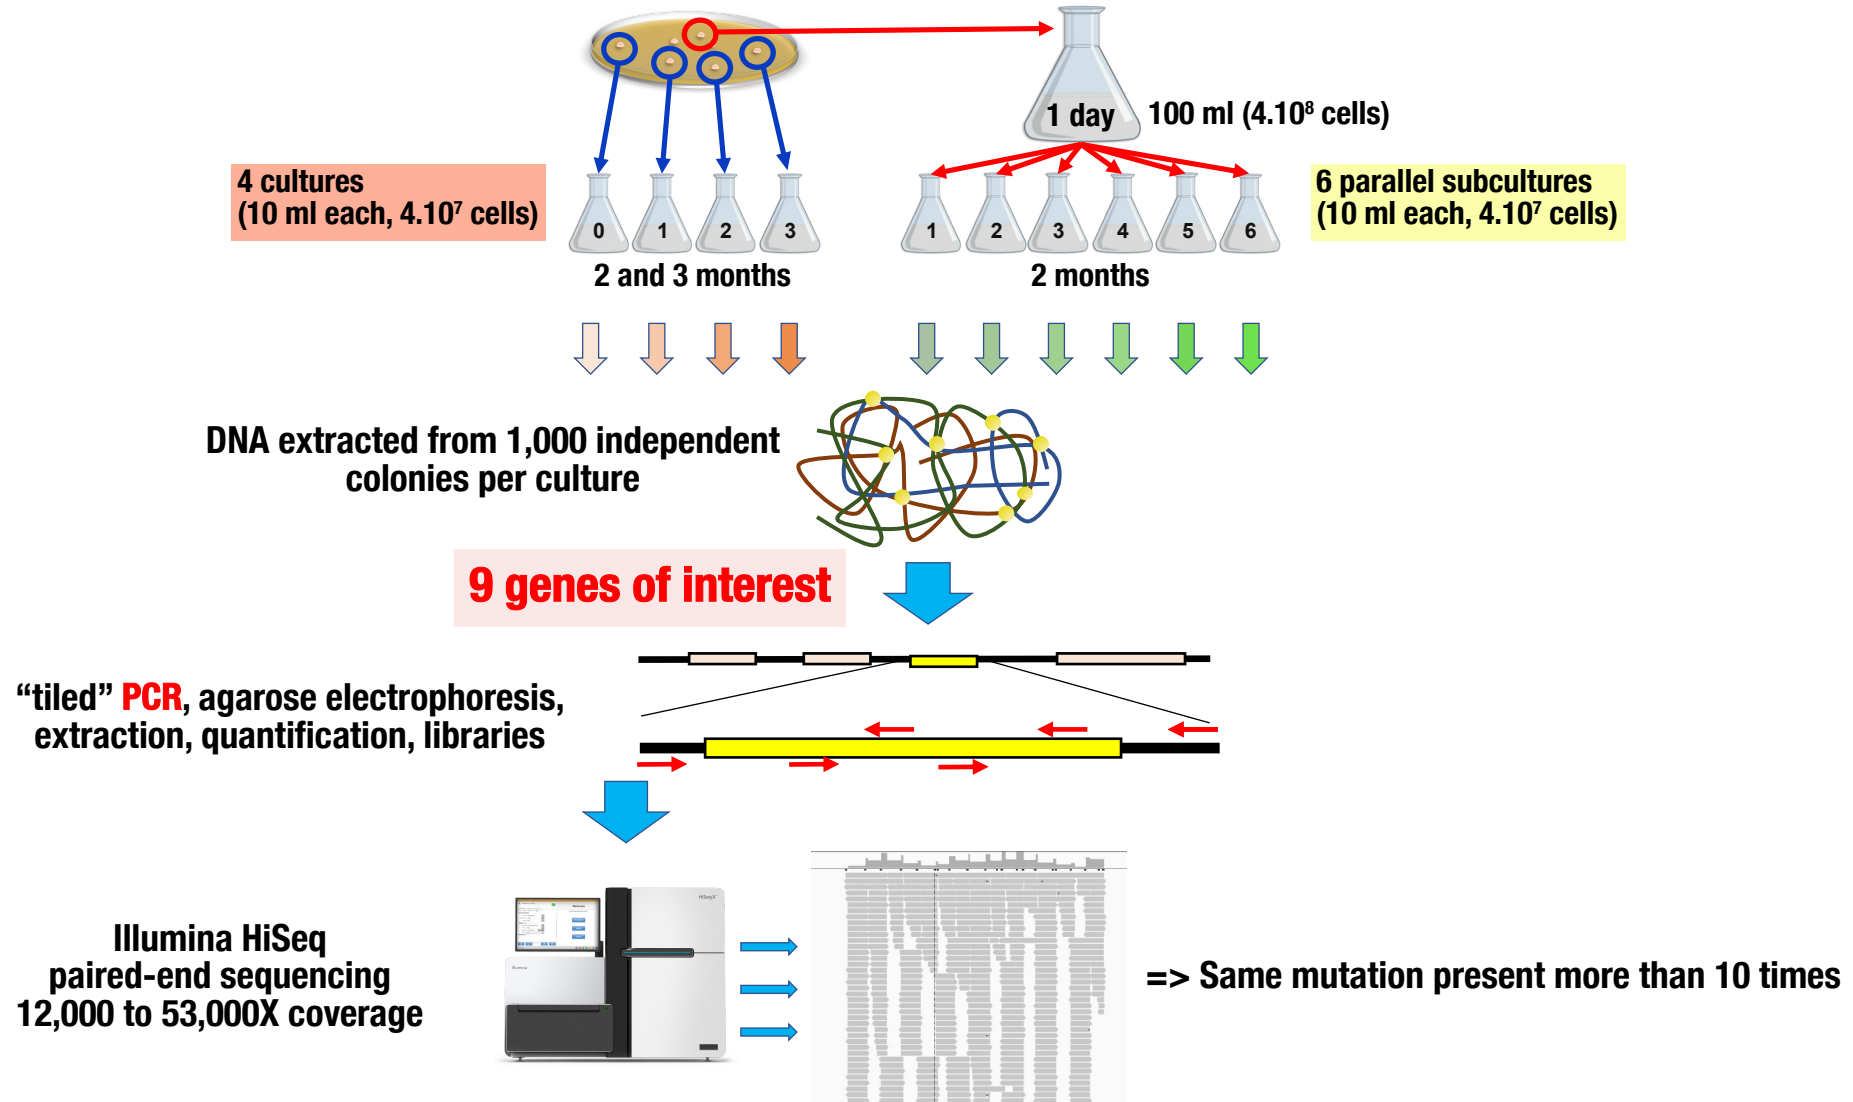 1 day
100 ml (4.10⁸ cells)
4 cultures
(10 ml each, 4.10⁷ cells)
0 1 2 3
1 2 3 4 5 6
6 parallel subcultures
(10 ml each, 4.10⁷ cells)
2 and 3 months
2 months
DNA extracted from 1,000 independent
colonies per culture
9 genes of interest
“tiled” PCR, agarose electrophoresis,
extraction, quantification, libraries
HiSeqX
Illumina HiSeq
paired-end sequencing
12,000 to 53,000X coverage
=> Same mutation present more than 10 times